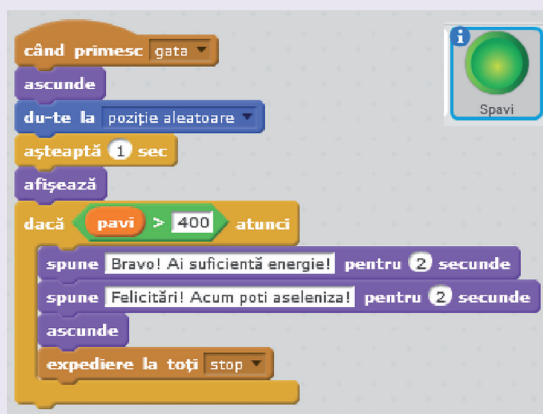 când primesc gata
ascunde
du-te la poziție aleatoare
așteaptă 1 sec
afișează
dacă pavi > 400 atunci
spune Bravo! Ai suficientă energie! pentru 2 secunde
spune Felicitări! Acum poti aseleniza! pentru 2 secunde
ascunde
expediere la toți stop
i
Spavi